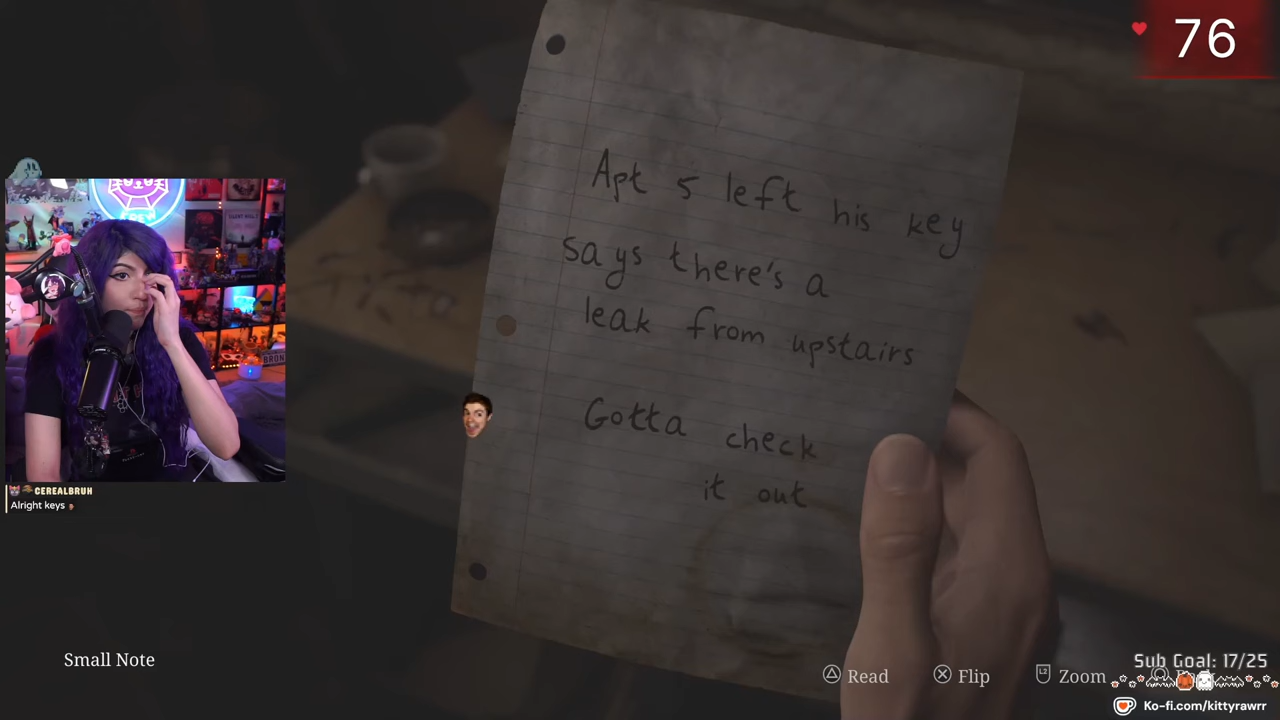 76
Apt 5 left his key
says there's a
leak from upstairs
Gotta check
it out
CEREALBRUH
Alright keys
Small Note
Read
Flip
L2
Zoom
Sub Goal: 17/25
Ko-fi.com/kittyrawrr